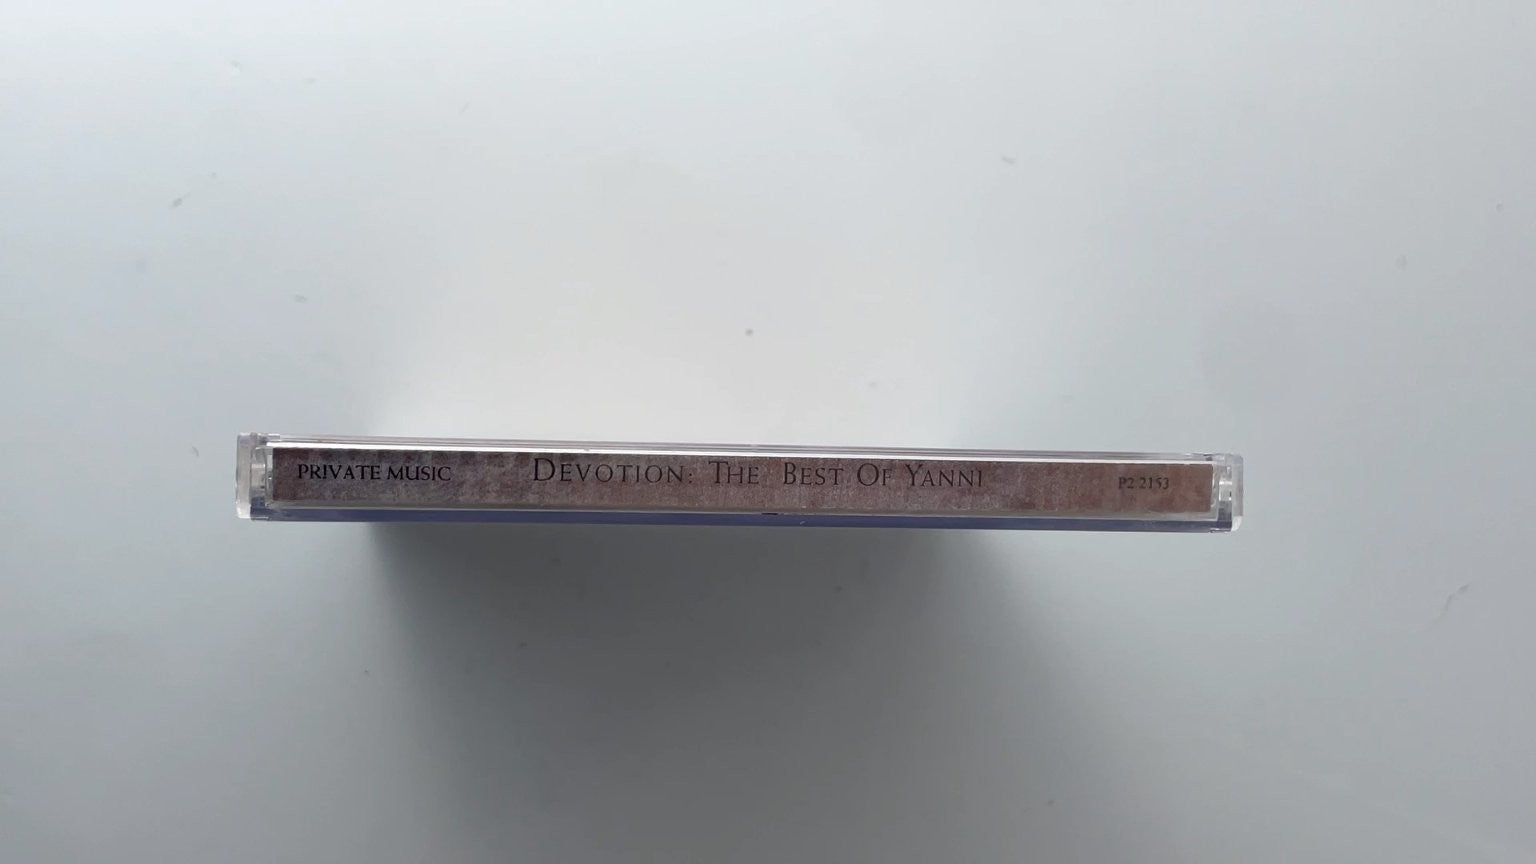 PRIVATE MUSIC DEVOTION: THE BEST OF YANNI P2 2153